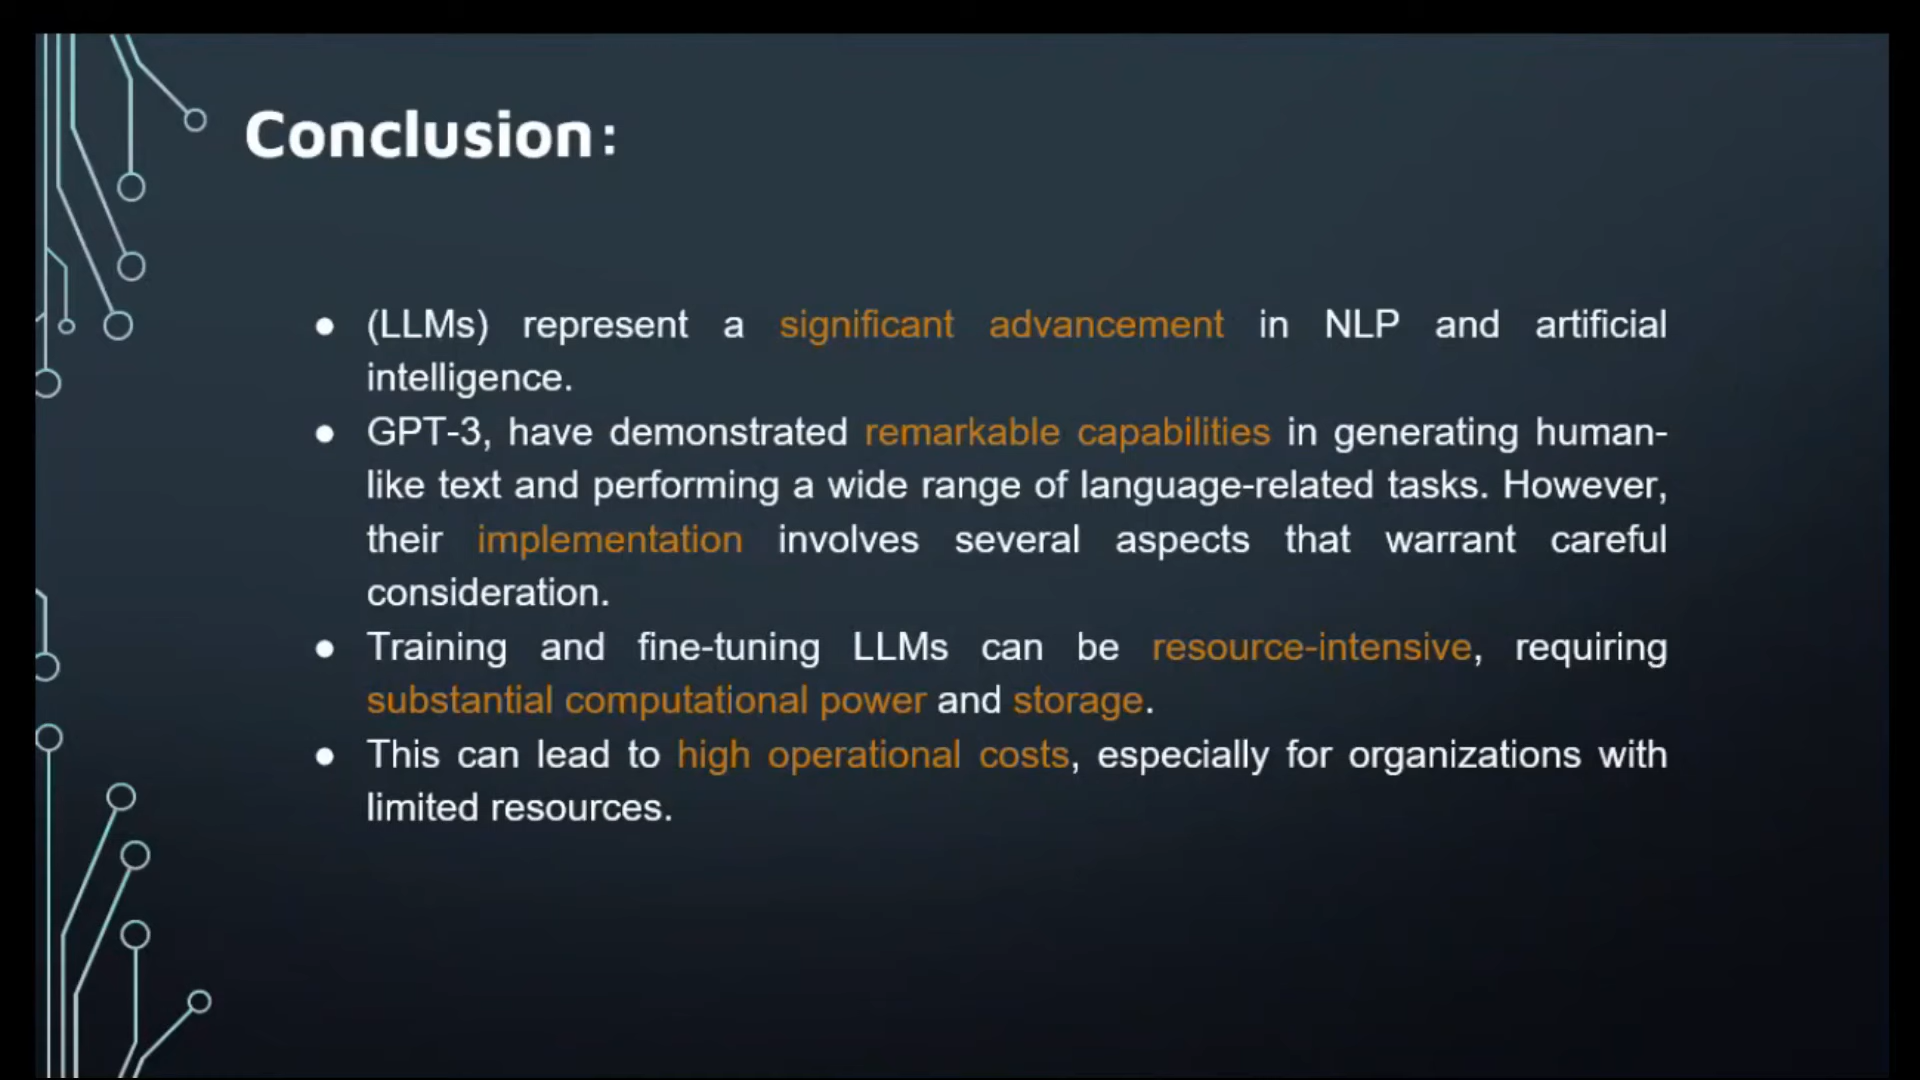 Conclusion:
● (LLMs) represent a significant advancement in NLP and artificial
intelligence.
● GPT-3, have demonstrated remarkable capabilities in generating human-
like text and performing a wide range of language-related tasks. However,
their implementation involves several aspects that warrant careful
consideration.
● Training and fine-tuning LLMs can be resource-intensive, requiring
substantial computational power and storage.
● This can lead to high operational costs, especially for organizations with
limited resources.